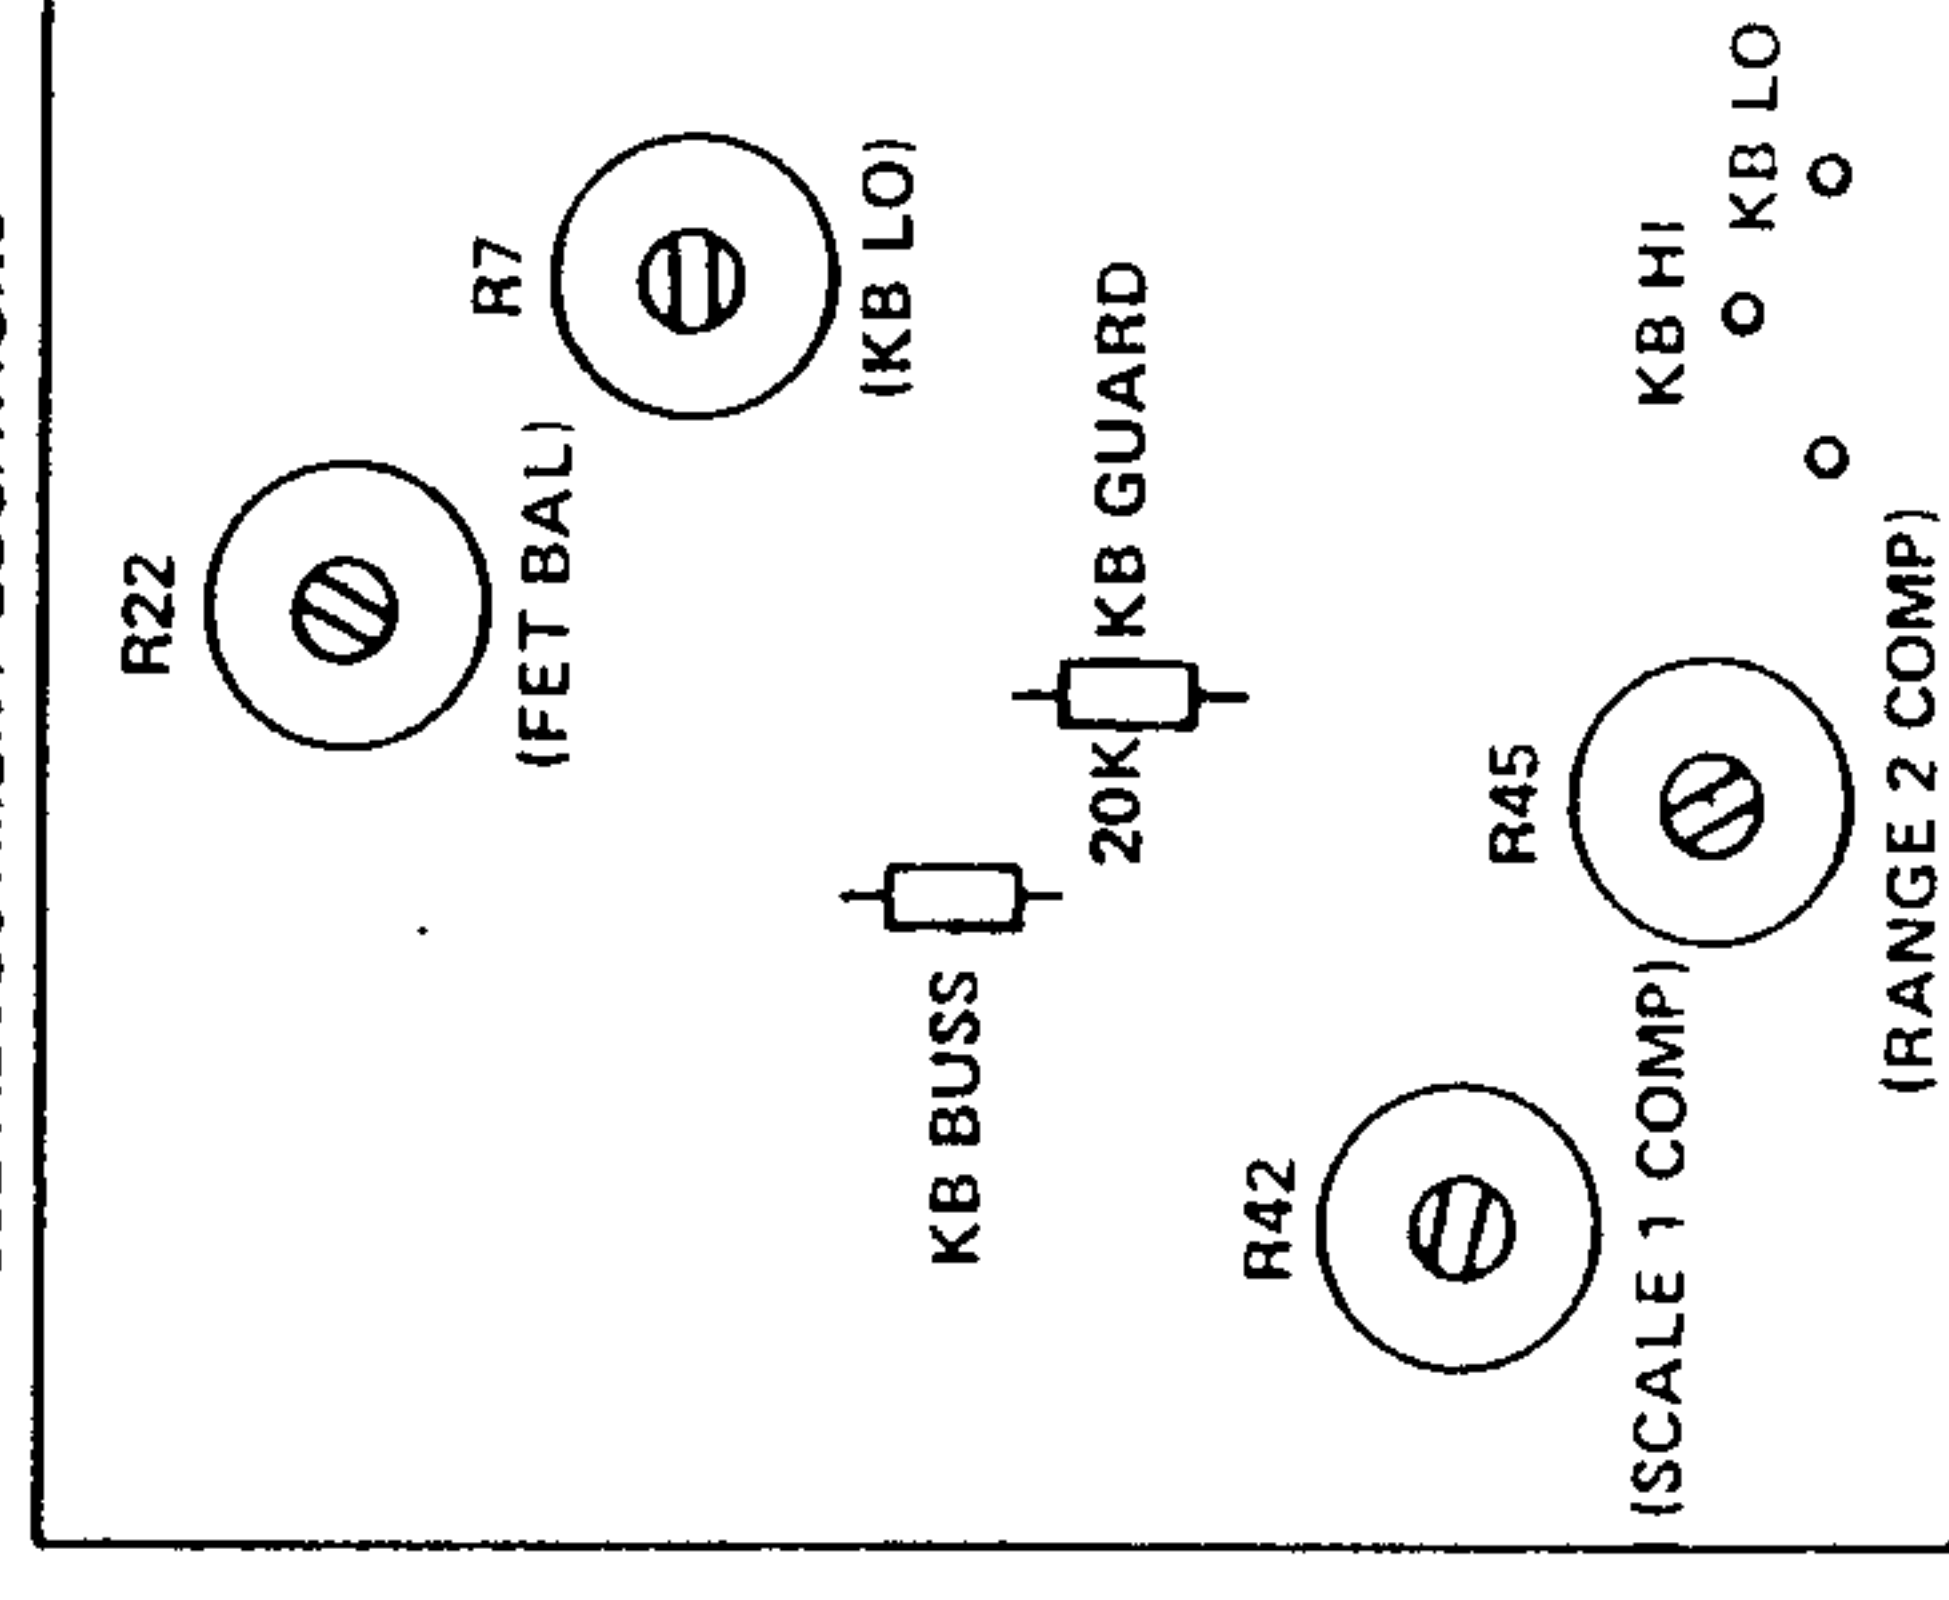 R22
(FET BAL)
R7
(KB LO)
KB BUSS
20K
KB GUARD
R42
(SCALE 1 COMP)
R45
(RANGE 2 COMP)
KB HI
KB LO